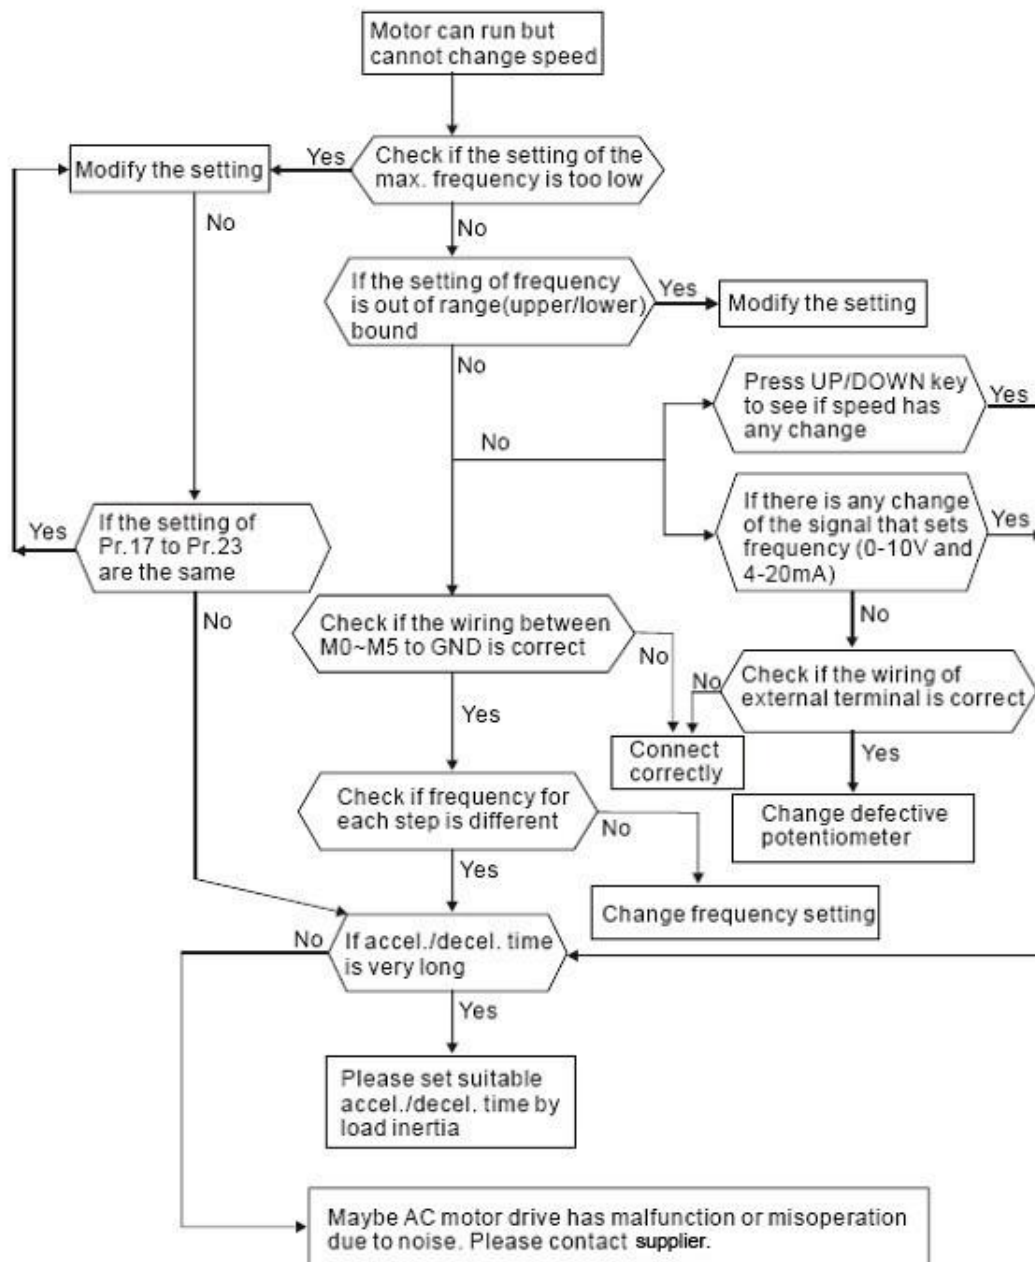 Motor can run but
cannot change speed
Modify the setting
Yes
Check if the setting of the
max. frequency is too low
No
No
If the setting of frequency
is out of range(upper/lower)
bound
Yes
Modify the setting
No
Press UP/DOWN key
to see if speed has
any change
Yes
No
If there is any change
of the signal that sets
frequency (0-10V and
4-20mA)
Yes
Yes
If the setting of
Pr.17 to Pr.23
are the same
No
No
Check if the wiring between
M0~M5 to GND is correct
No
No
Check if the wiring of
external terminal is correct
Yes
Connect
correctly
Yes
Check if frequency for
each step is different
No
Change defective
potentiometer
Yes
Change frequency setting
No
If accel./decel. time
is very long
Yes
Please set suitable
accel./decel. time by
load inertia
Maybe AC motor drive has malfunction or misoperation
due to noise. Please contact supplier.